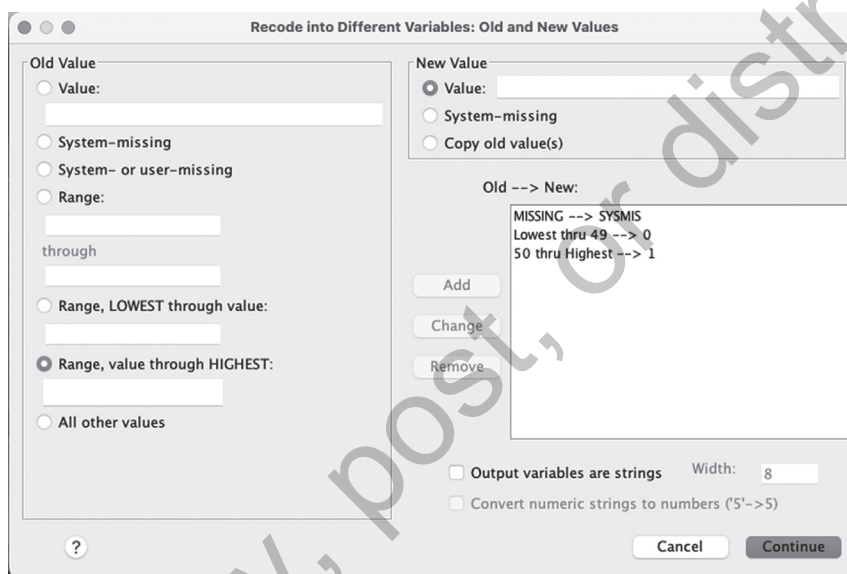 Recode into Different Variables: Old and New Values
Old Value
Value:
System-missing
System- or user-missing
Range:
through
Range, LOWEST through value:
Range, value through HIGHEST:
All other values
New Value
Value:
System-missing
Copy old value(s)
Old --> New:
MISSING --> SYSMIS
Lowest thru 49 --> 0
50 thru Highest --> 1
Add
Change
Remove
Output variables are strings Width: 8
Convert numeric strings to numbers ('5'->5)
?
Cancel Continue
post, or distr